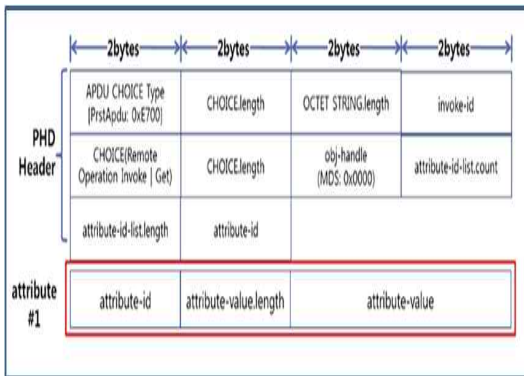 2bytes 2bytes 2bytes 2bytes
PHD
Header
APDU CHOICE Type
[PrstApdu: 0xE700]
CHOICE.length
OCTET STRING.length
invoke-id
CHOICE(Remote
Operation Invoke | Get)
CHOICE.length
obj-handle
(MDS: 0x0000)
attribute-id-list.count
attribute-id-list.length
attribute-id
attribute
#1
attribute-id
attribute-value.length
attribute-value